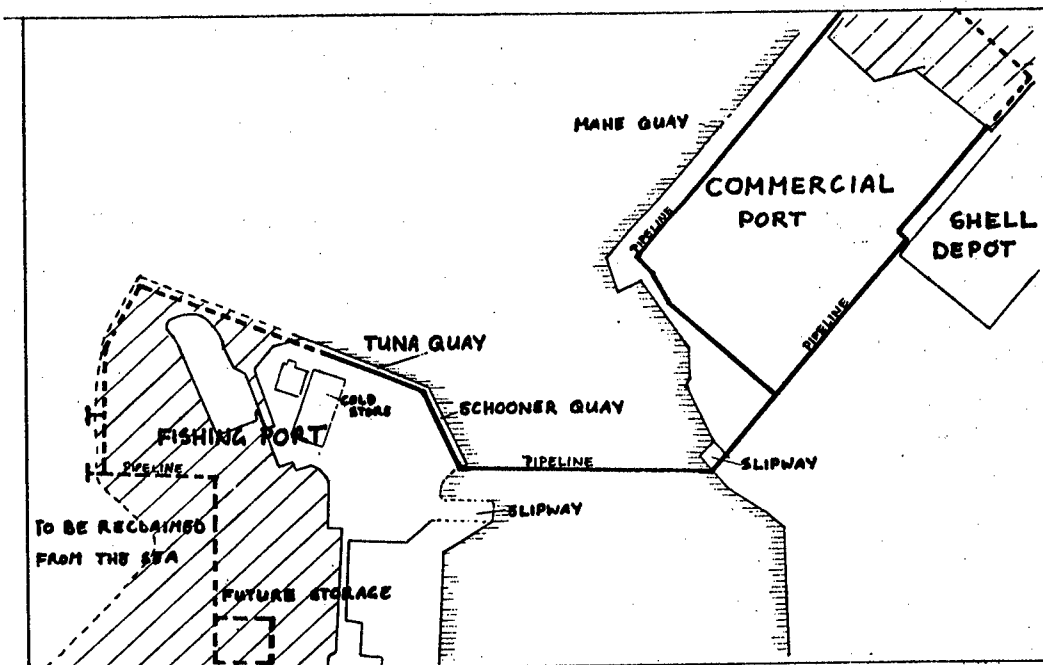 MAHE QUAY
COMMERCIAL
PORT
PIPELINE
SHELL
DEPOT
PIPELINE
TUNA QUAY
COLD
STORE
SCHOONER QUAY
FISHING PORT
PIPELINE
PIPELINE
SLIPWAY
SLIPWAY
TO BE RECLAIMED
FROM THE SEA
FUTURE STORAGE